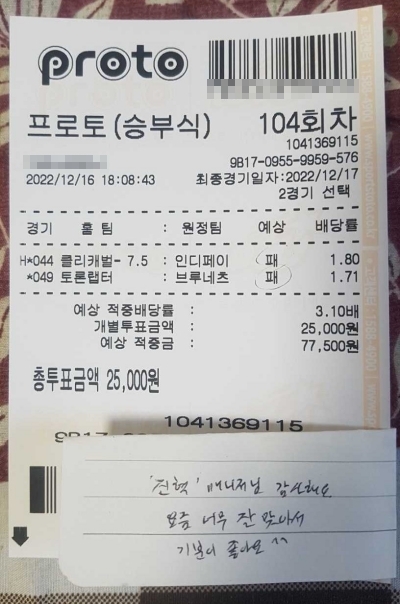 proto
프로토(승부식) 104회차
1041369115
9B17-0955-9959-576
2022/12/16 18:08:43 최종경기일자:2022/12/17
2경기 선택
경기 홈팀 : 원정팀 예상 배당률
H*044 클리캐벌- 7.5 : 인디페이 패 1.80
*049 토론랩터 : 브루네츠 패 1.71
예상 적중배당률 : 3.10배
개별투표금액 : 25,000원
예상 적중금 : 77,500원
총투표금액 25,000원
1041369115
'진혁' 매니저님 감사해요
요즘 너무 잘 맞아서
기분이 좋아요 ^^